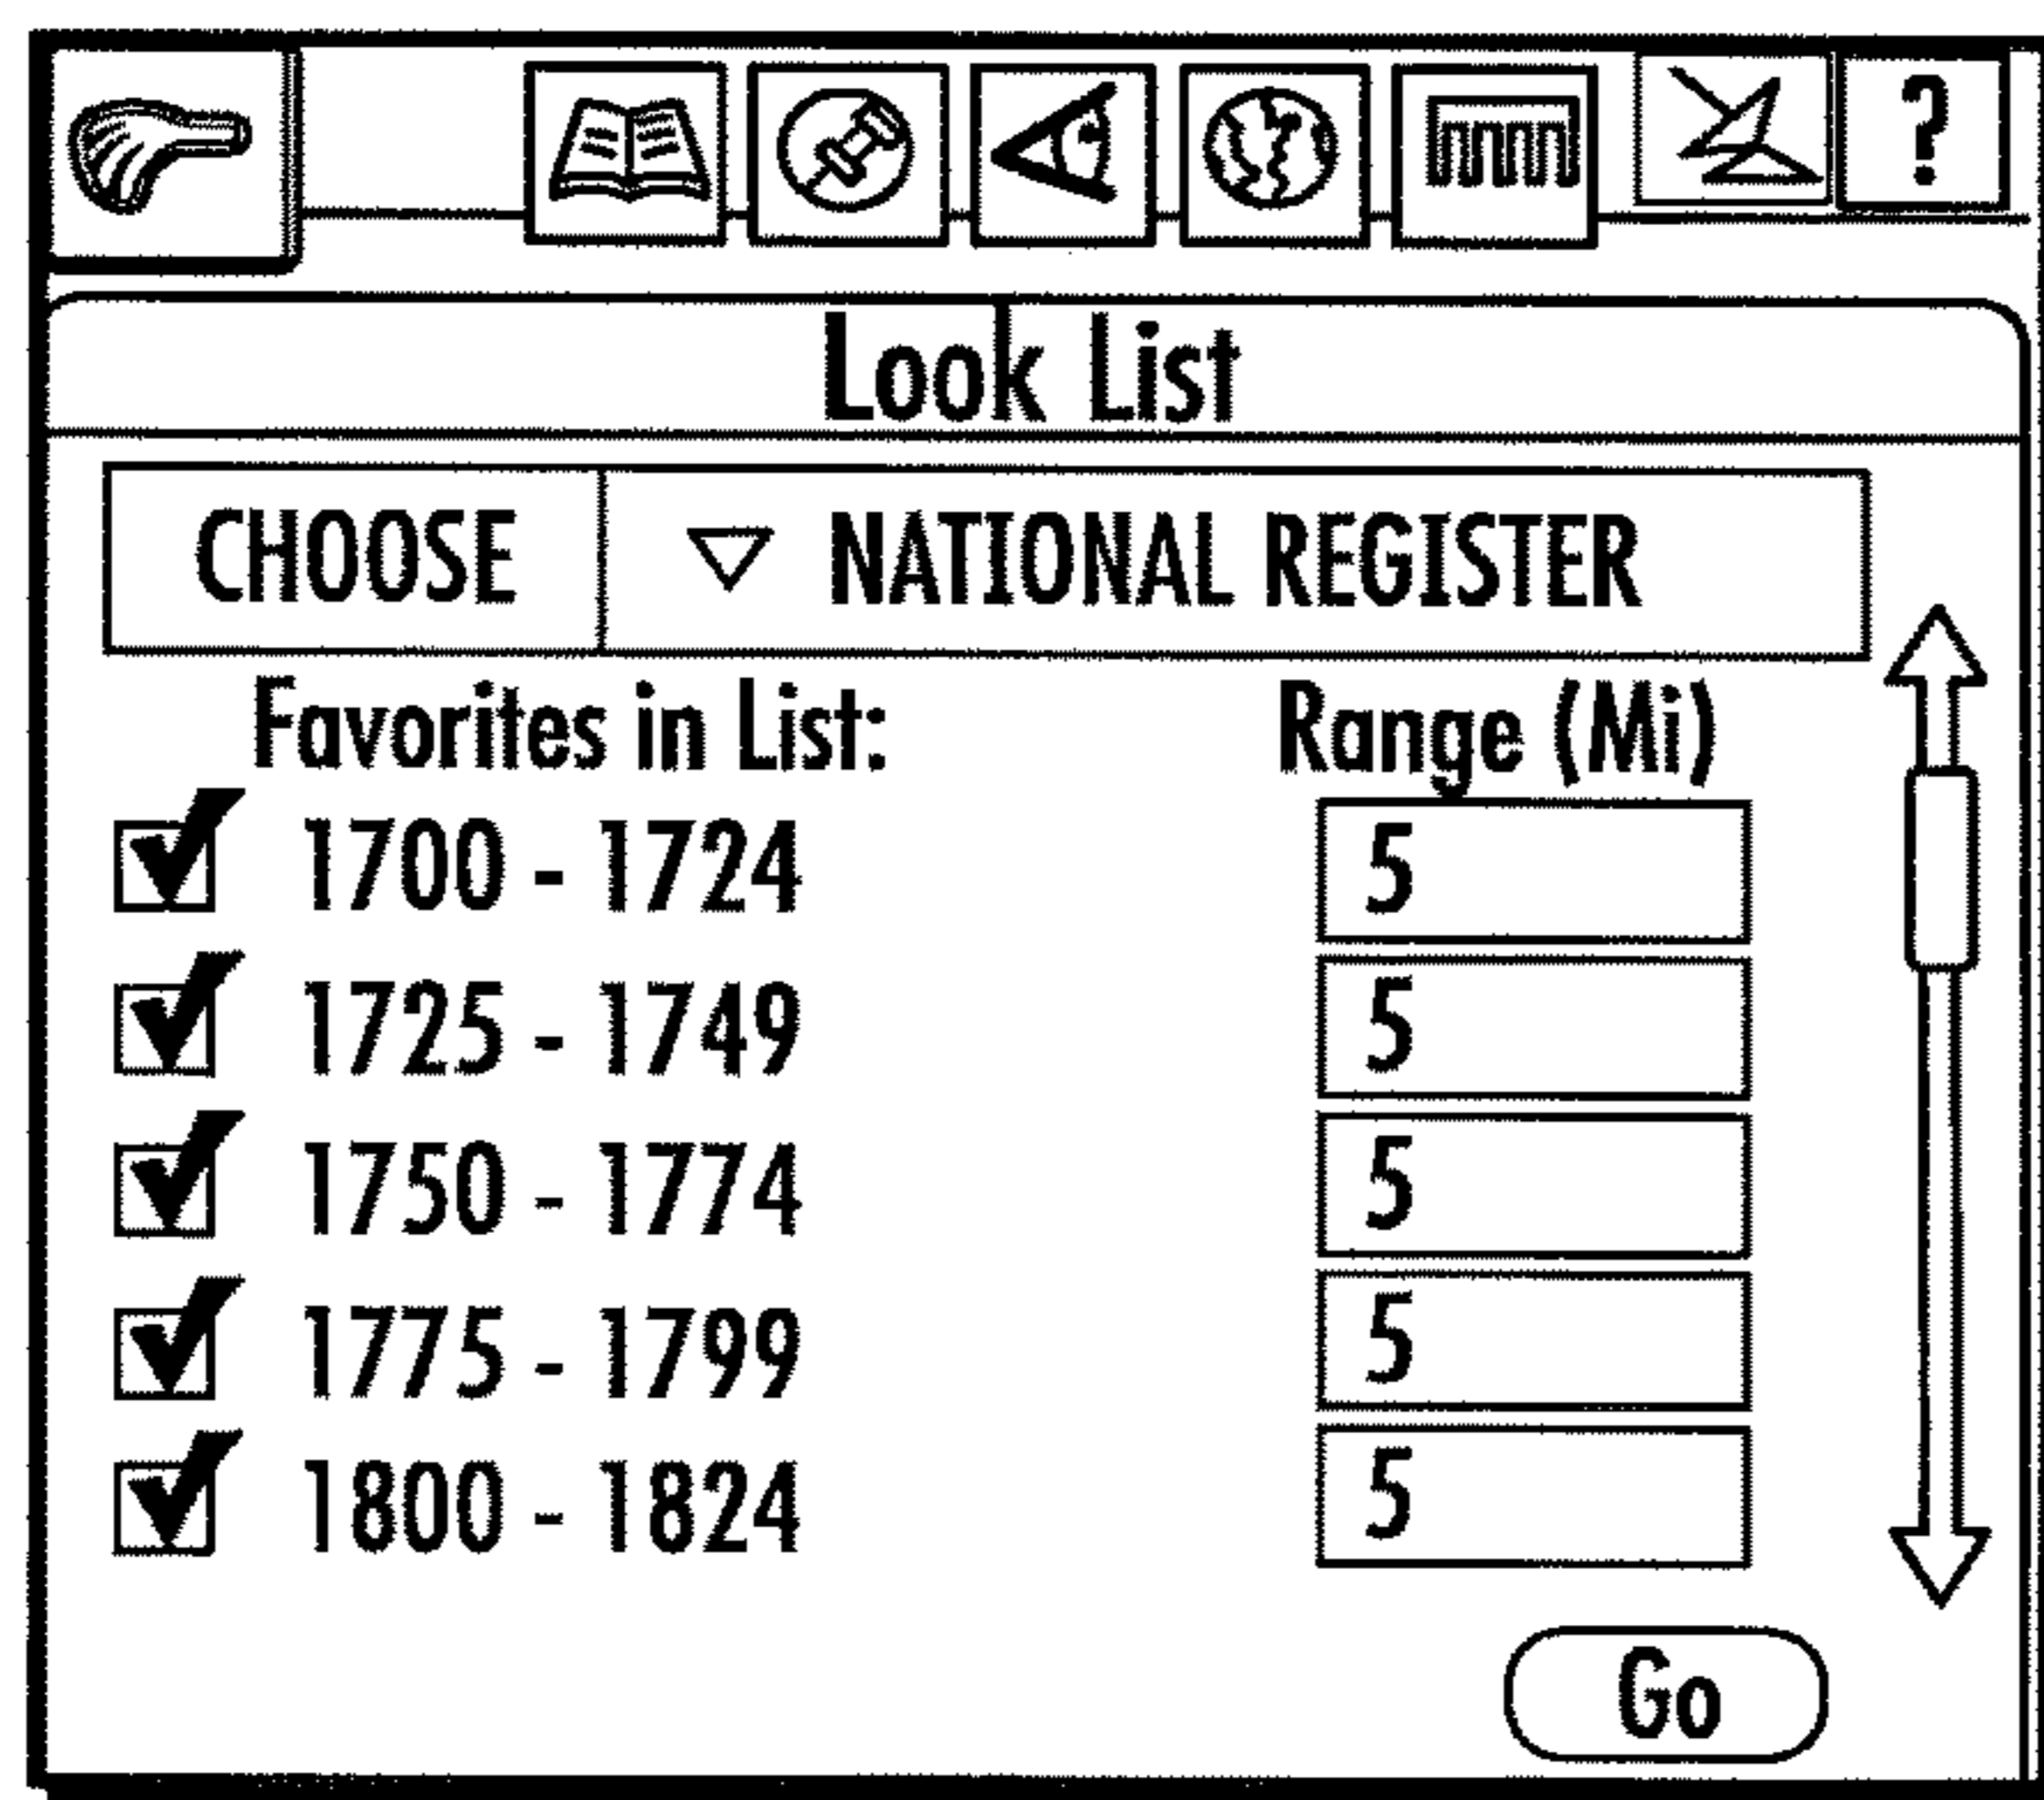 ?
Look List
CHOOSE ▽ NATIONAL REGISTER
Favorites in List: Range (Mi)
1700 - 1724 5
1725 - 1749 5
1750 - 1774 5
1775 - 1799 5
1800 - 1824 5
Go